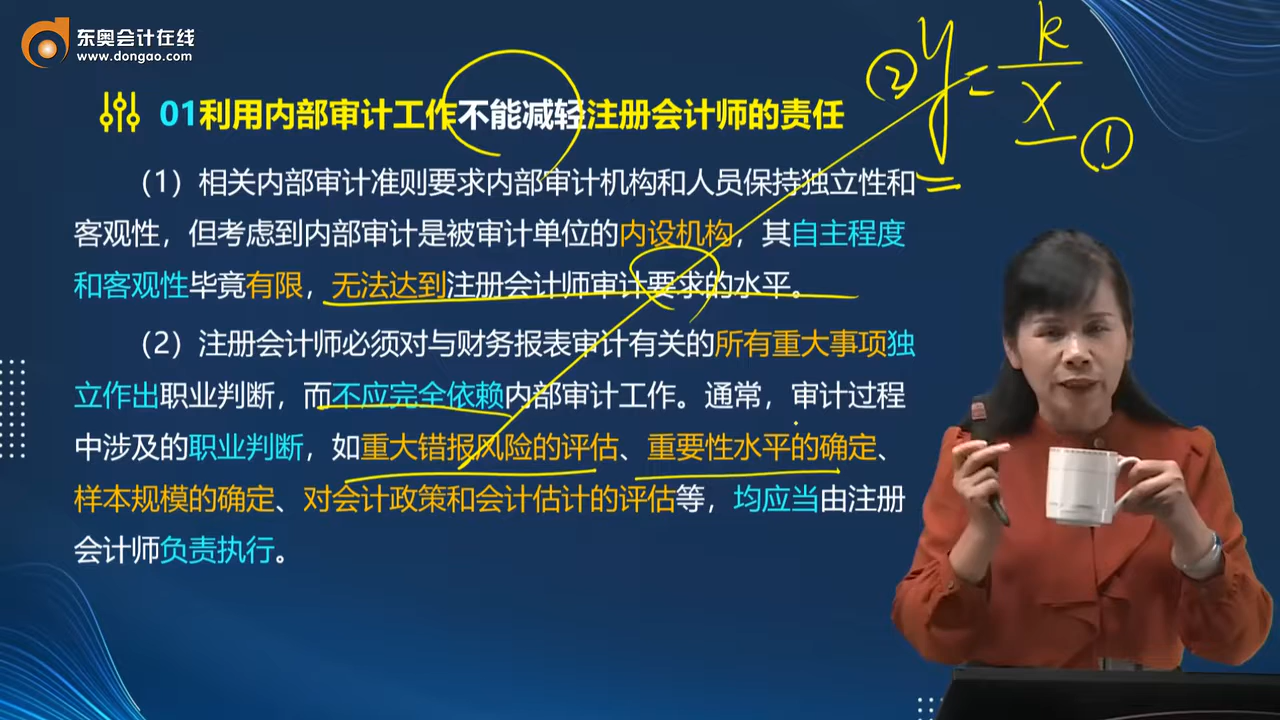 东奥会计在线
www.dongao.com
01利用内部审计工作不能减轻注册会计师的责任
(1)相关内部审计准则要求内部审计机构和人员保持独立性和
客观性，但考虑到内部审计是被审计单位的内设机构，其自主程度
和客观性毕竟有限，无法达到注册会计师审计要求的水平。
(2)注册会计师必须对与财务报表审计有关的所有重大事项独
立作出职业判断，而不应完全依赖内部审计工作。通常，审计过程
中涉及的职业判断，如重大错报风险的评估、重要性水平的确定、
样本规模的确定、对会计政策和会计估计的评估等，均应当由注册
会计师负责执行。
② y = k/x ①